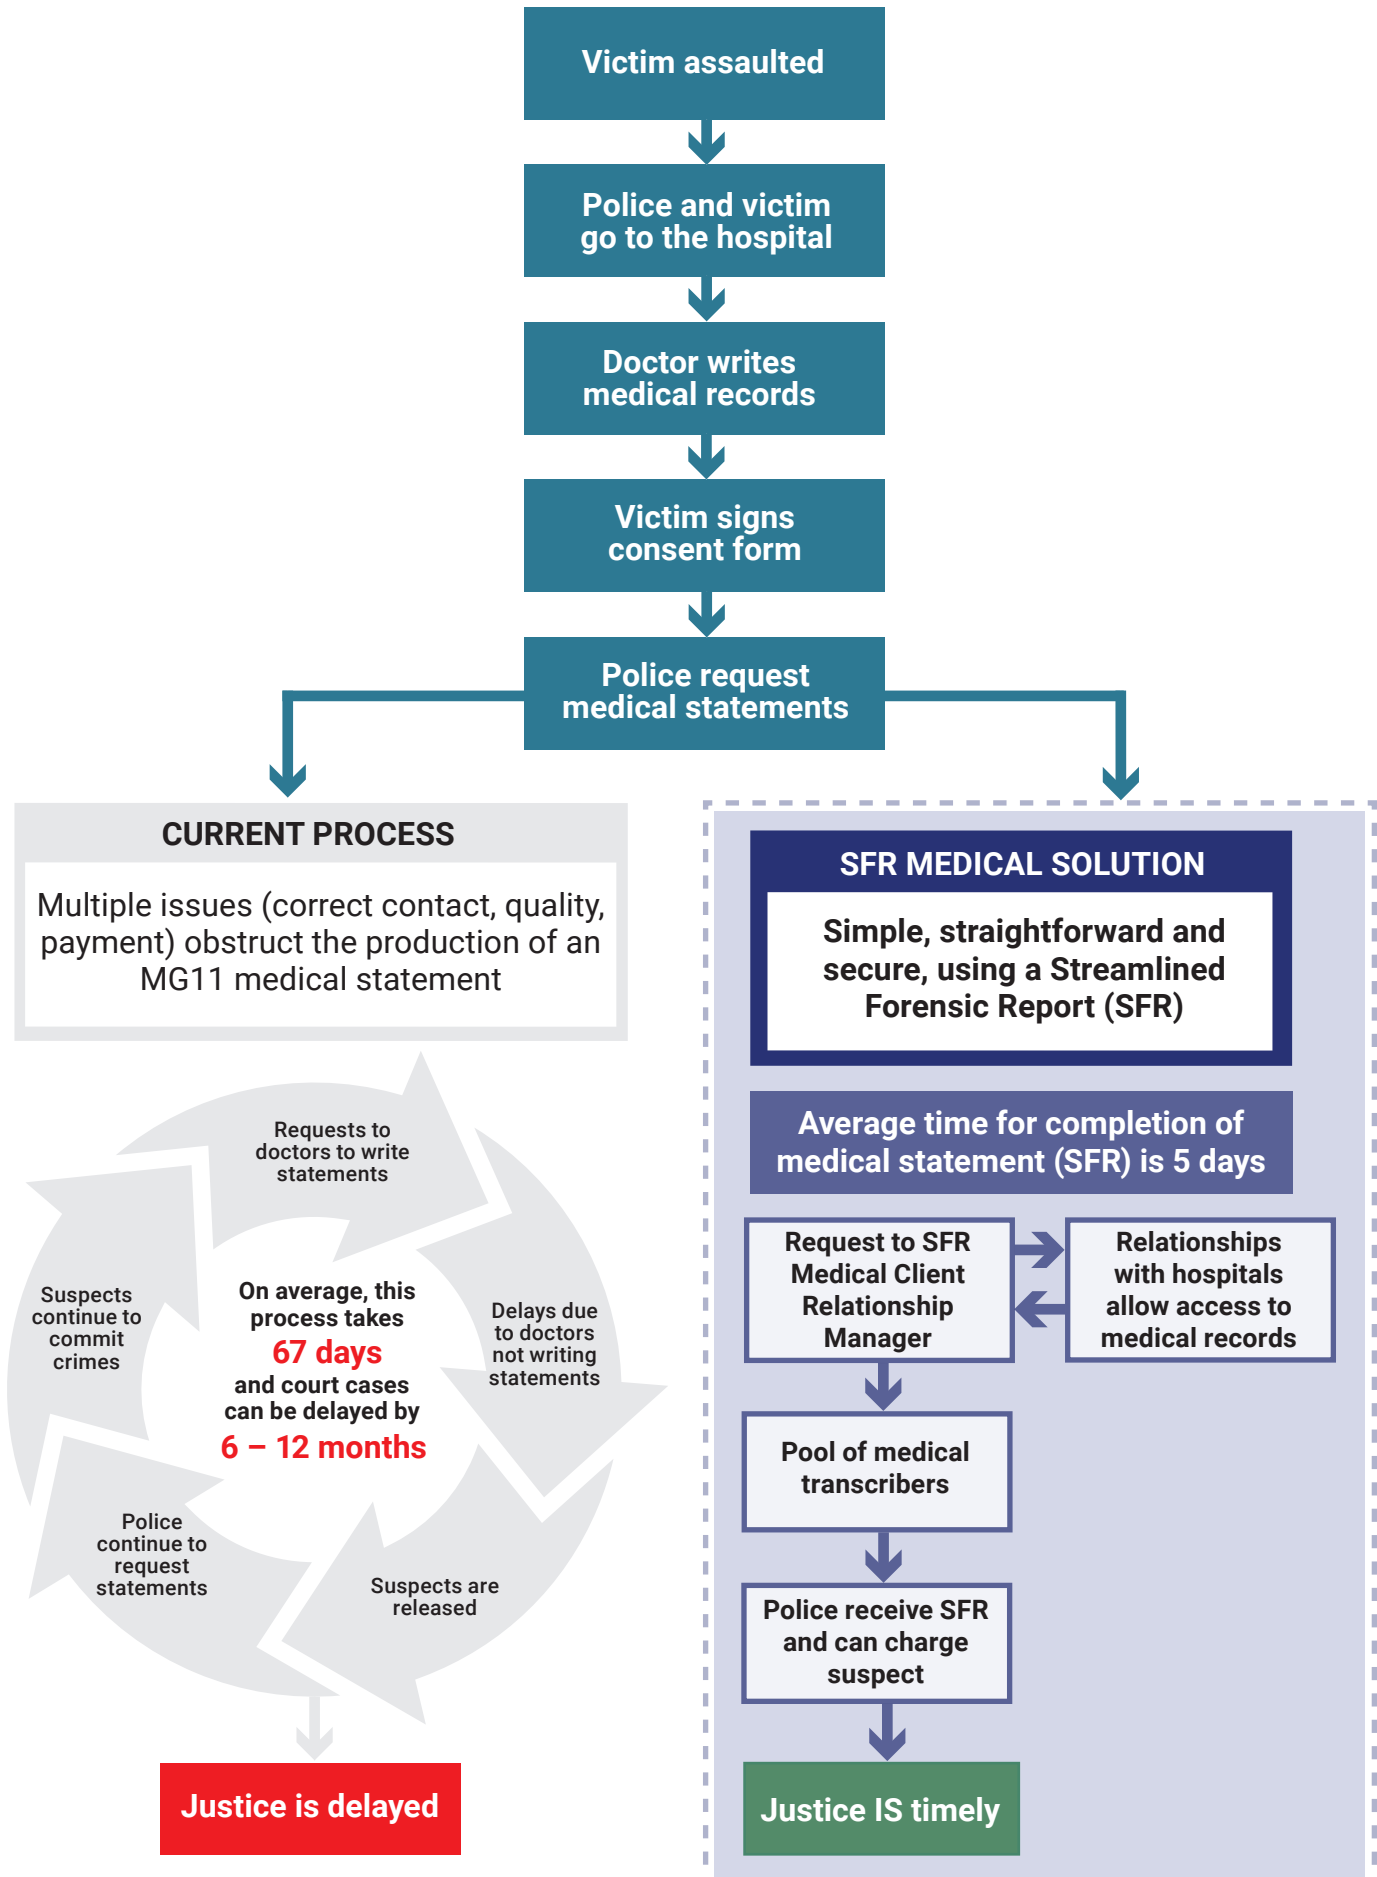 Victim assaulted
Police and victim
go to the hospital
Doctor writes
medical records
Victim signs
consent form
Police request
medical statements
CURRENT PROCESS
Multiple issues (correct contact, quality,
payment) obstruct the production of an
MG11 medical statement
Requests to
doctors to write
statements
Delays due
to doctors
not writing
statements
Suspects are
released
Police
continue to
request
statements
Suspects
continue to
commit
crimes
On average, this
process takes
67 days
and court cases
can be delayed by
6 – 12 months
Justice is delayed
SFR MEDICAL SOLUTION
Simple, straightforward and
secure, using a Streamlined
Forensic Report (SFR)
Average time for completion of
medical statement (SFR) is 5 days
Request to SFR
Medical Client
Relationship
Manager
Relationships
with hospitals
allow access to
medical records
Pool of medical
transcribers
Police receive SFR
and can charge
suspect
Justice IS timely